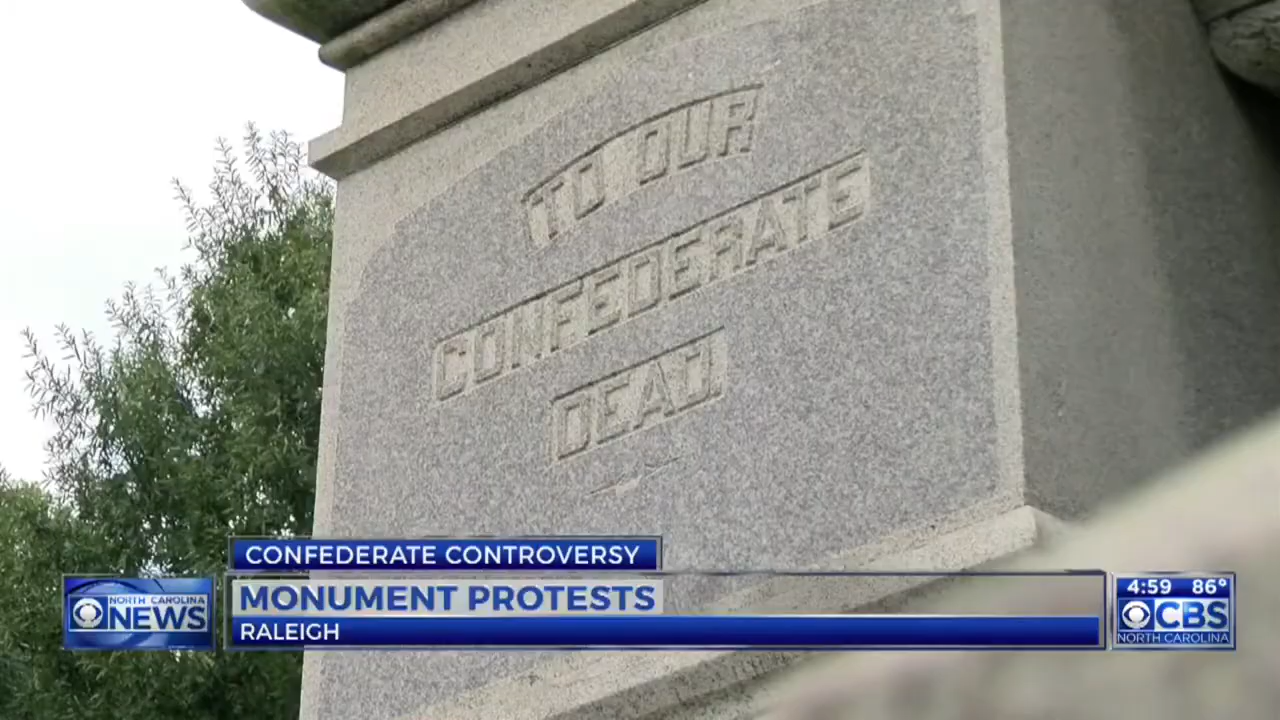 TO OUR
CONFEDERATE
DEAD.
CONFEDERATE CONTROVERSY
MONUMENT PROTESTS
RALEIGH
NORTH CAROLINA
NEWS
4:59 86°
CBS
NORTH CAROLINA